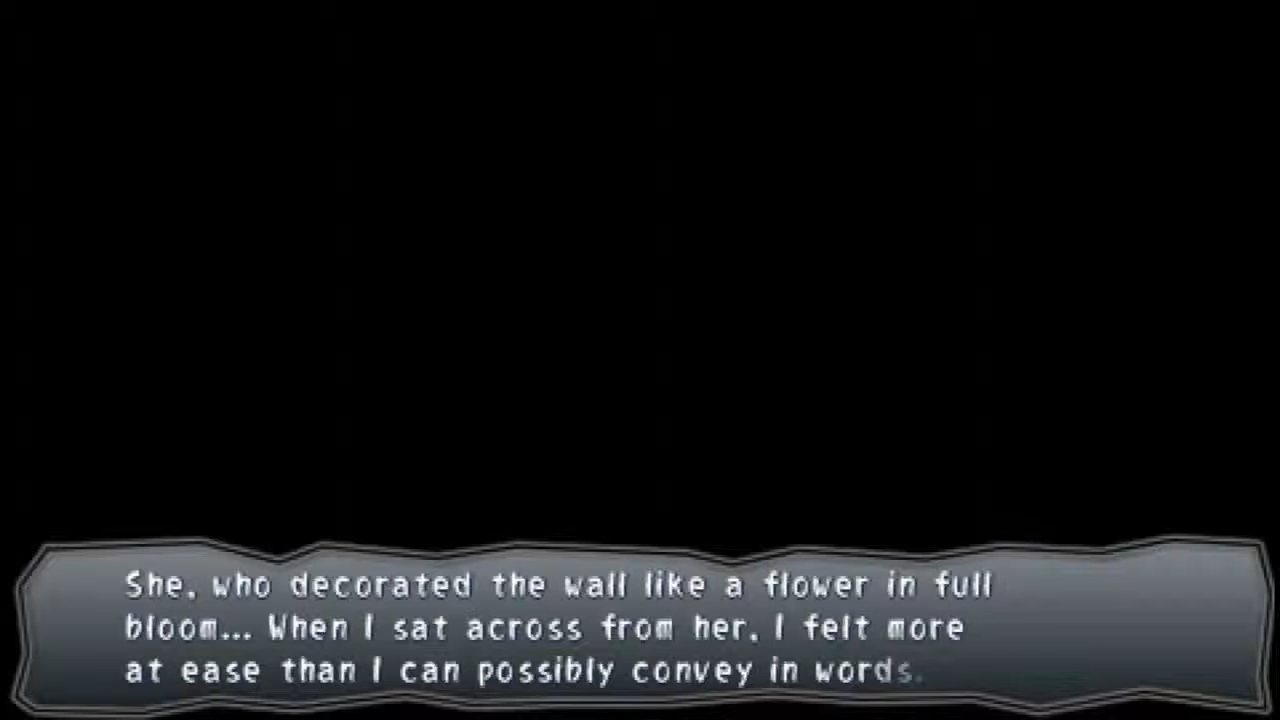 She, who decorated the wall like a flower in full
bloom... When I sat across from her, I felt more
at ease than I can possibly convey in words.